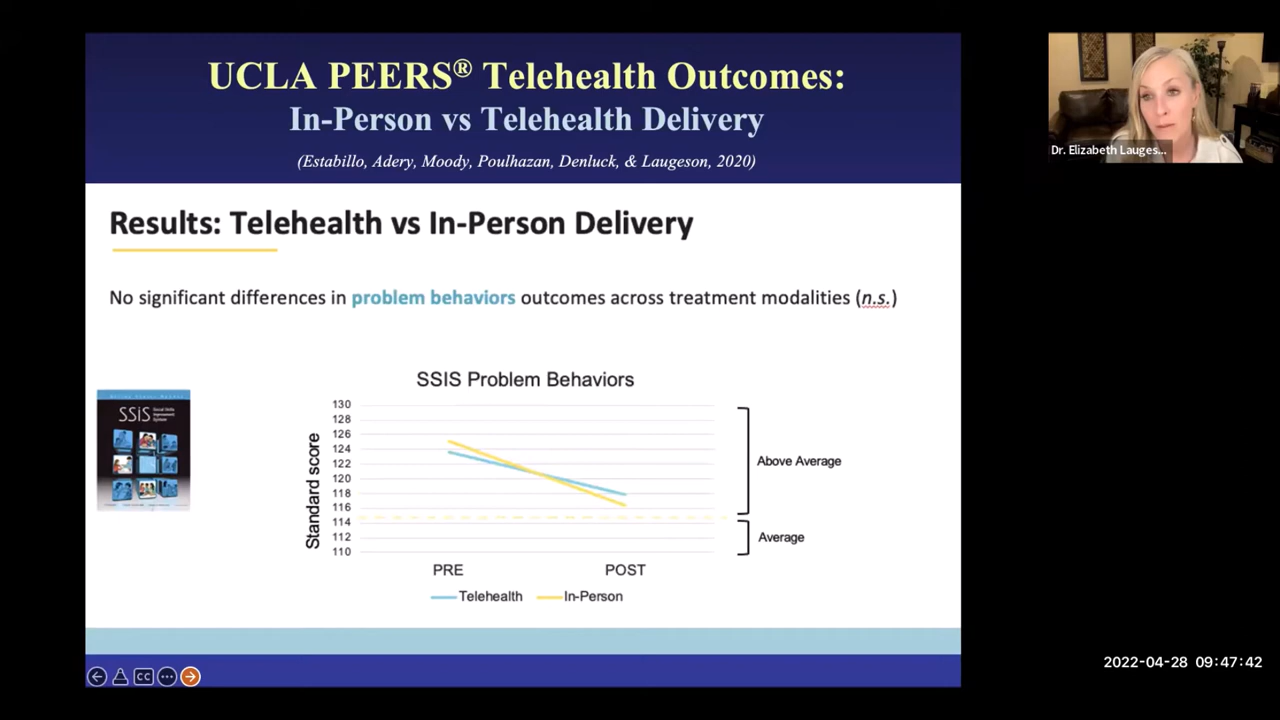 UCLA PEERS® Telehealth Outcomes:
In-Person vs Telehealth Delivery
(Estabillo, Adery, Moody, Poulhazan, Denluck, & Laugeson, 2020)
Dr. Elizabeth Lauges...
Results: Telehealth vs In-Person Delivery
No significant differences in problem behaviors outcomes across treatment modalities (n.s.)
SSiS
SSIS Problem Behaviors
Standard score
130
128
126
124
122
120
118
116
114
112
110
Above Average
Average
PRE POST
Telehealth In-Person
CC
2022-04-28 09:47:42